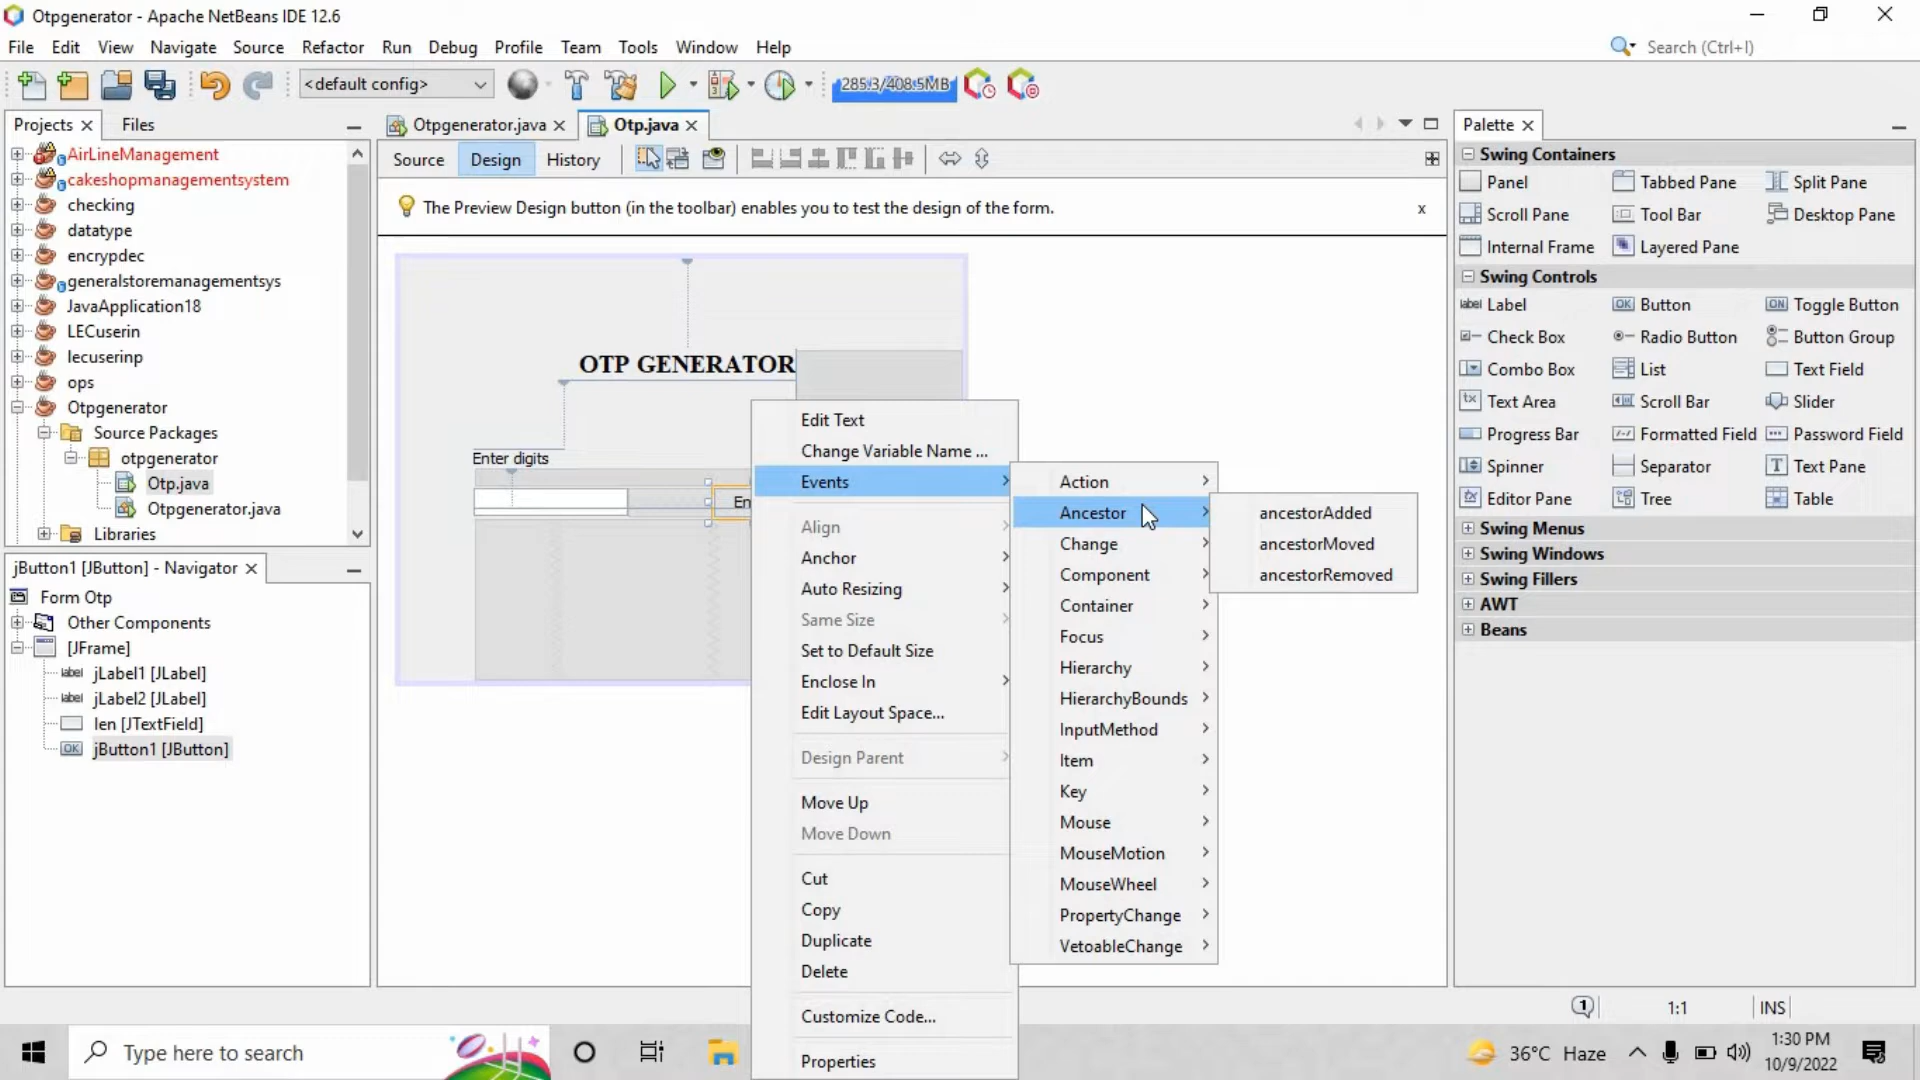 Otpgenerator - Apache NetBeans IDE 12.6
File Edit View Navigate Source Refactor Run Debug Profile Team Tools Window Help
Search (Ctrl+I)
<default config>
285.3/408.5MB
Projects Files
Otpgenerator.java Otp.java
Palette
Source Design History
The Preview Design button (in the toolbar) enables you to test the design of the form.
x
AirLineManagement
cakeshopmanagementsystem
checking
datatype
encrypdec
generalstoremanagementsys
JavaApplication18
LECuserin
lecuserinp
ops
Otpgenerator
Source Packages
otpgenerator
Otp.java
Otpgenerator.java
Libraries
jButton1 [JButton] - Navigator
Form Otp
Other Components
[JFrame]
label jLabel1 [JLabel]
label jLabel2 [JLabel]
len [JTextField]
OK jButton1 [JButton]
OTP GENERATOR
Enter digits
En
Edit Text
Change Variable Name ...
Events
Align
Anchor
Auto Resizing
Same Size
Set to Default Size
Enclose In
Edit Layout Space...
Design Parent
Move Up
Move Down
Cut
Copy
Duplicate
Delete
Customize Code...
Properties
Action
Ancestor
Change
Component
Container
Focus
Hierarchy
HierarchyBounds
InputMethod
Item
Key
Mouse
MouseMotion
MouseWheel
PropertyChange
VetoableChange
ancestorAdded
ancestorMoved
ancestorRemoved
Swing Containers
Panel Tabbed Pane Split Pane
Scroll Pane Tool Bar Desktop Pane
Internal Frame Layered Pane
Swing Controls
label Label OK Button ON Toggle Button
Check Box Radio Button Button Group
Combo Box List Text Field
Text Area Scroll Bar Slider
Progress Bar Formatted Field Password Field
Spinner Separator Text Pane
Editor Pane Tree Table
Swing Menus
Swing Windows
Swing Fillers
AWT
Beans
1 1:1 INS
Type here to search
36°C Haze
1:30 PM
10/9/2022